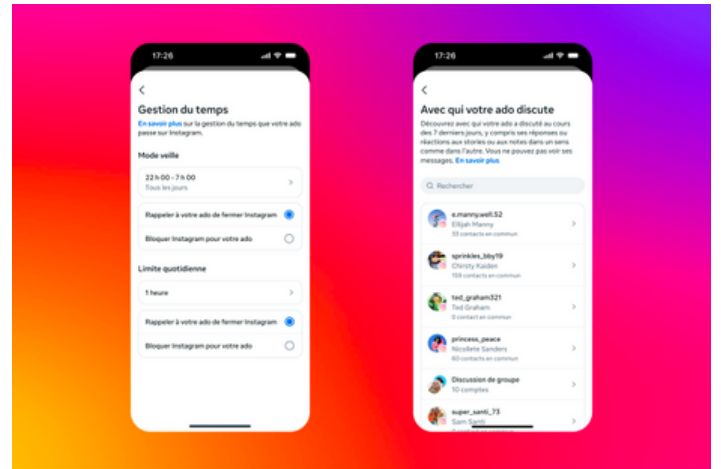 17:26
Gestion du temps
En savoir plus sur la gestion du temps que votre ado
passe sur Instagram.
Mode veille
22 h 00 - 7 h 00
Tous les jours
Rappeler à votre ado de fermer Instagram
Bloquer Instagram pour votre ado
Limite quotidienne
1 heure
Rappeler à votre ado de fermer Instagram
Bloquer Instagram pour votre ado
17:26
Avec qui votre ado discute
Découvrez avec qui votre ado a discuté au cours
des 7 derniers jours, y compris ses réponses ou
réactions aux stories ou aux notes dans un sens
comme dans l'autre. Vous ne pouvez pas voir ses
messages. En savoir plus
Rechercher
e.manny.well.52
Elijah Manny
33 contacts en commun
sprinkles_bby19
Chirsty Kaiden
159 contacts en commun
ted_graham321
Ted Graham
0 contact en commun
princess_peace
Nicollete Sanders
60 contacts en commun
Discussion de groupe
10 comptes
super_santi_73
Sam Santi